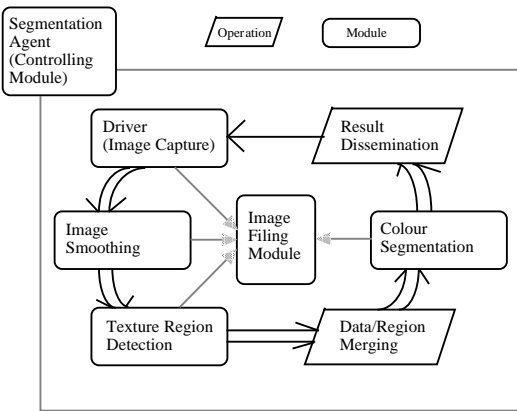 Segmentation
Agent
(Controlling
Module)
Operation
Module
Driver
(Image Capture)
Result
Dissemination
Image
Smoothing
Image
Filing
Module
Colour
Segmentation
Texture Region
Detection
Data/Region
Merging